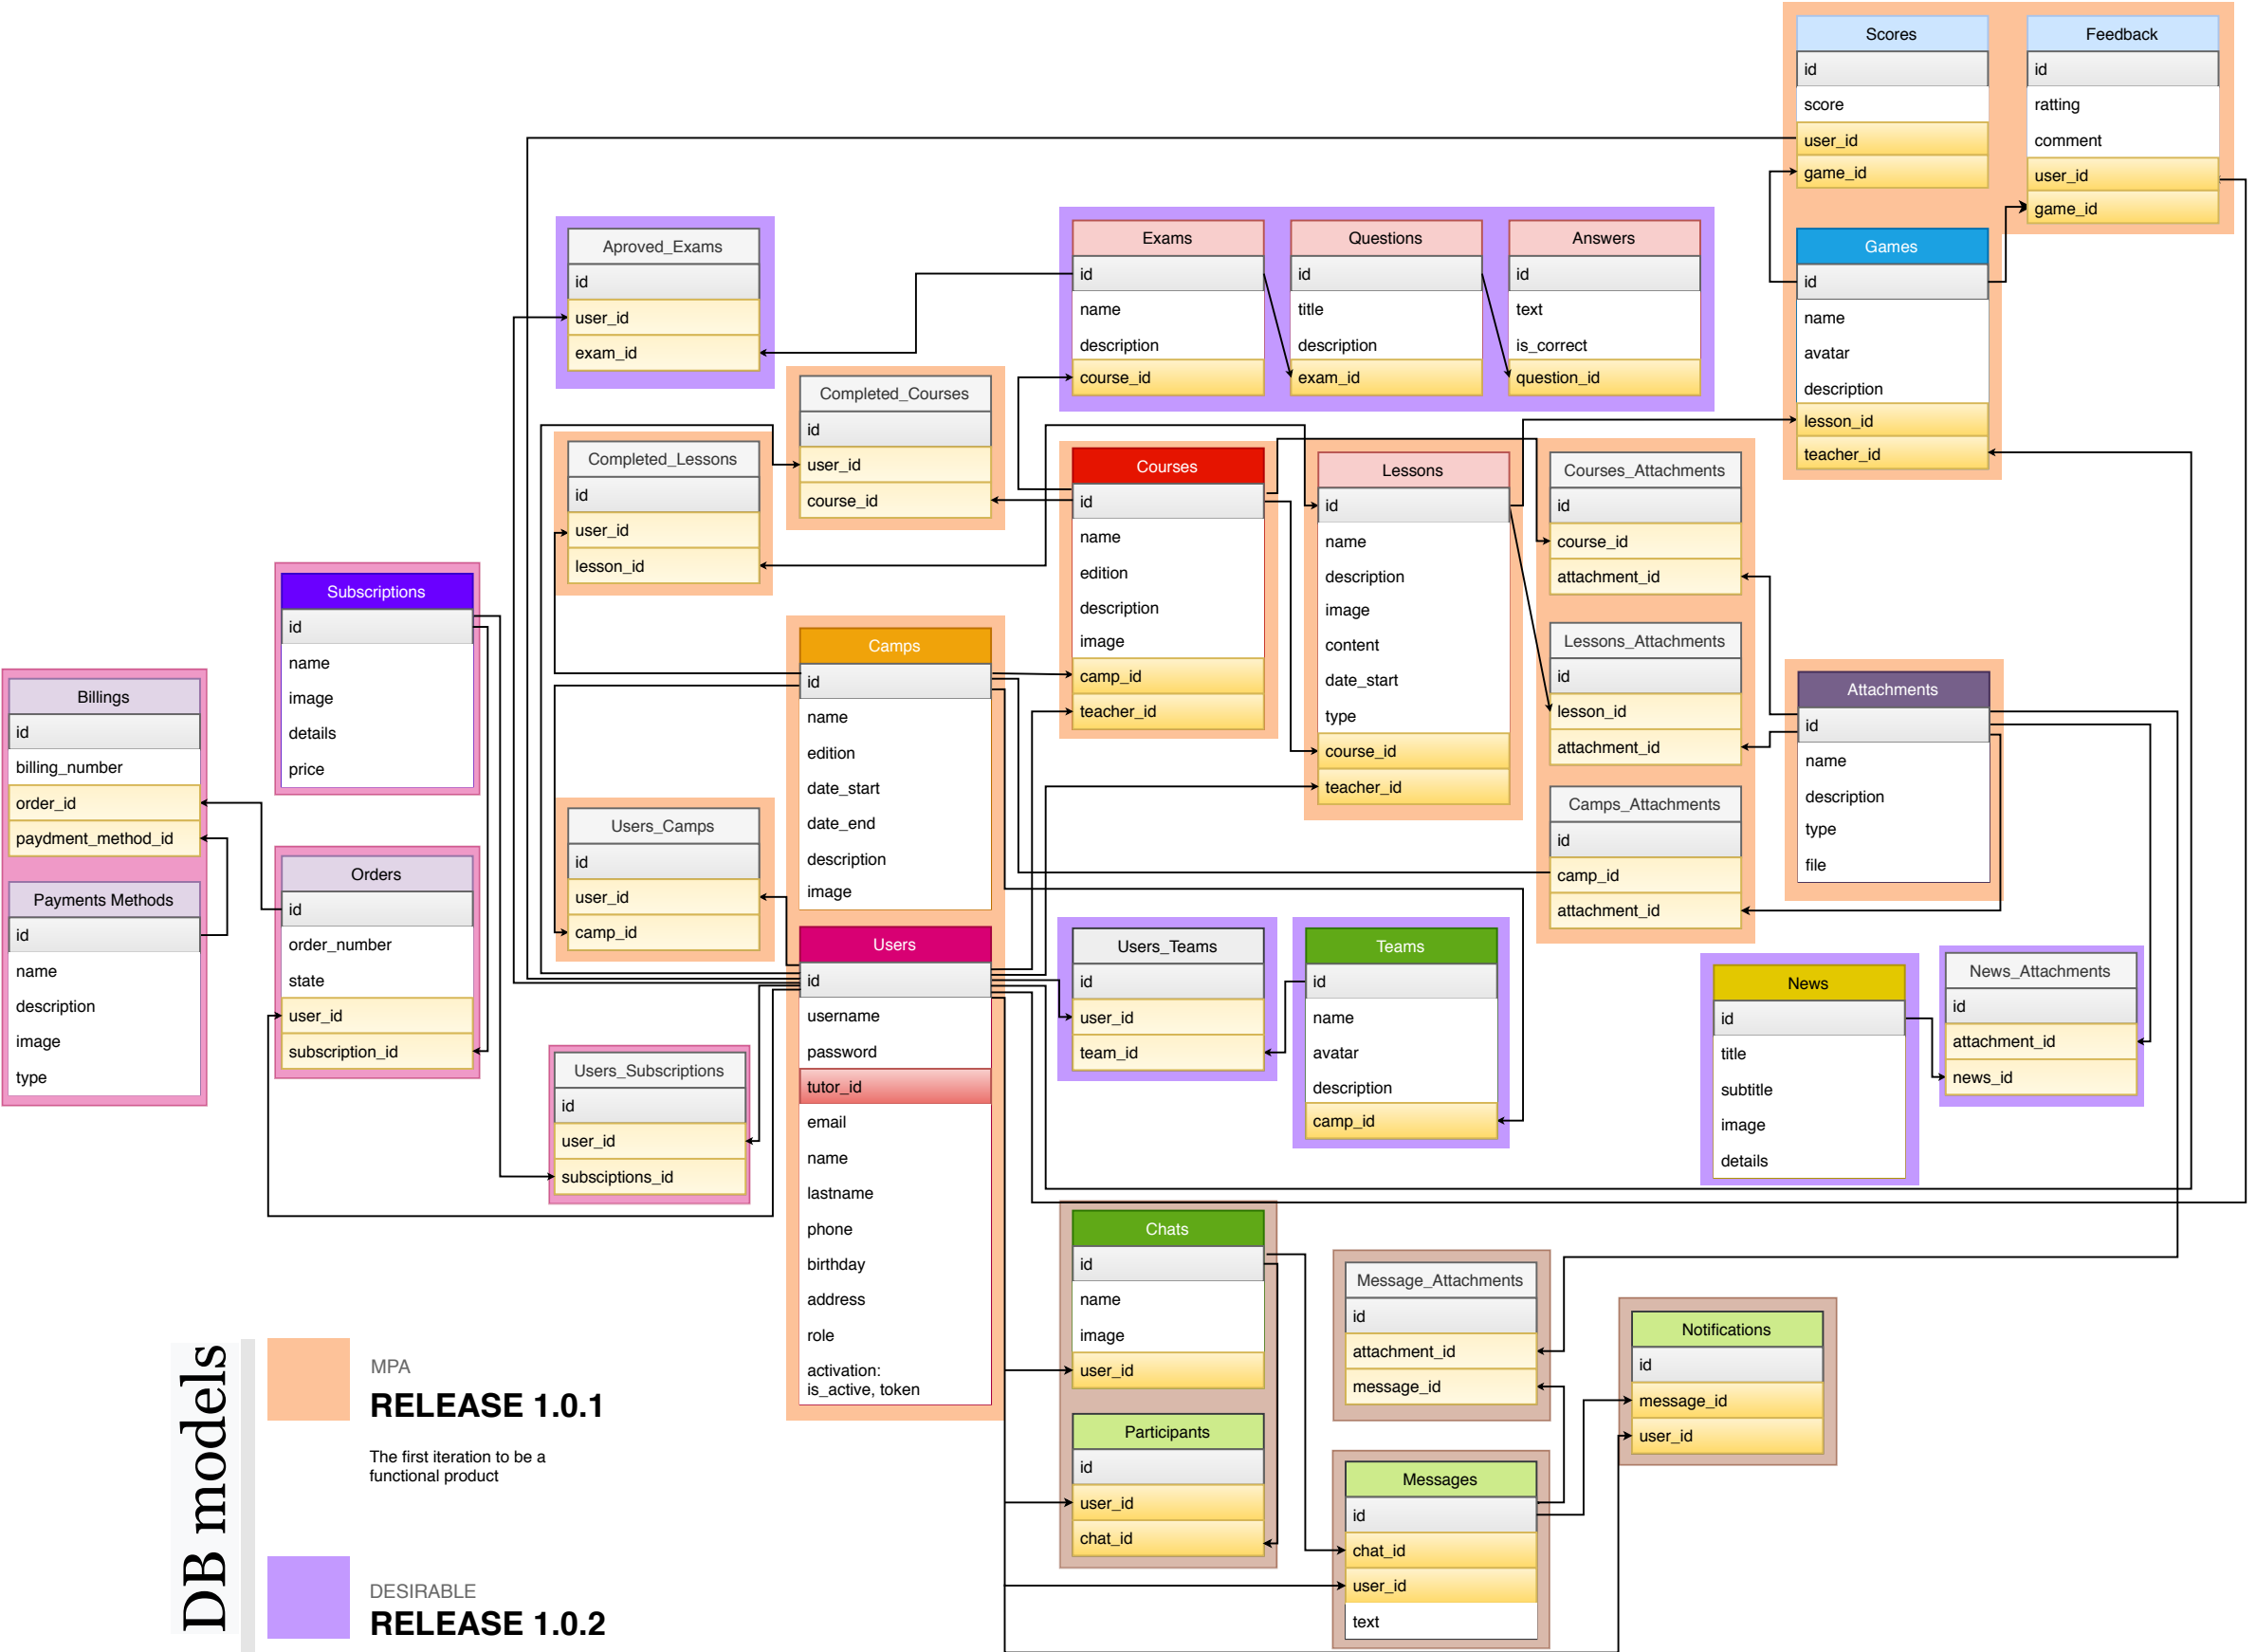 Scores
id
score
user_id
game_id
Feedback
id
ratting
comment
user_id
game_id
Games
id
name
avatar
description
lesson_id
teacher_id
Aproved_Exams
id
user_id
exam_id
Exams
id
name
description
course_id
Questions
id
title
description
exam_id
Answers
id
text
is_correct
question_id
Completed_Courses
id
user_id
course_id
Completed_Lessons
id
user_id
lesson_id
Courses
id
name
edition
description
image
camp_id
teacher_id
Lessons
id
name
description
image
content
date_start
type
course_id
teacher_id
Courses_Attachments
id
course_id
attachment_id
Lessons_Attachments
id
lesson_id
attachment_id
Camps_Attachments
id
camp_id
attachment_id
Attachments
id
name
description
type
file
Subscriptions
id
name
image
details
price
Billings
id
billing_number
order_id
paydment_method_id
Payments Methods
id
name
description
image
type
Orders
id
order_number
state
user_id
subscription_id
Camps
id
name
edition
date_start
date_end
description
image
Users_Camps
id
user_id
camp_id
Users
id
username
password
tutor_id
email
name
lastname
phone
birthday
address
role
activation:
is_active, token
Users_Subscriptions
id
user_id
subsciptions_id
Users_Teams
id
user_id
team_id
Teams
id
name
avatar
description
camp_id
News
id
title
subtitle
image
details
News_Attachments
id
attachment_id
news_id
Chats
id
name
image
user_id
Participants
id
user_id
chat_id
Message_Attachments
id
attachment_id
message_id
Messages
id
chat_id
user_id
text
Notifications
id
message_id
user_id
DB models
MPA
RELEASE 1.0.1
The first iteration to be a
functional product
DESIRABLE
RELEASE 1.0.2